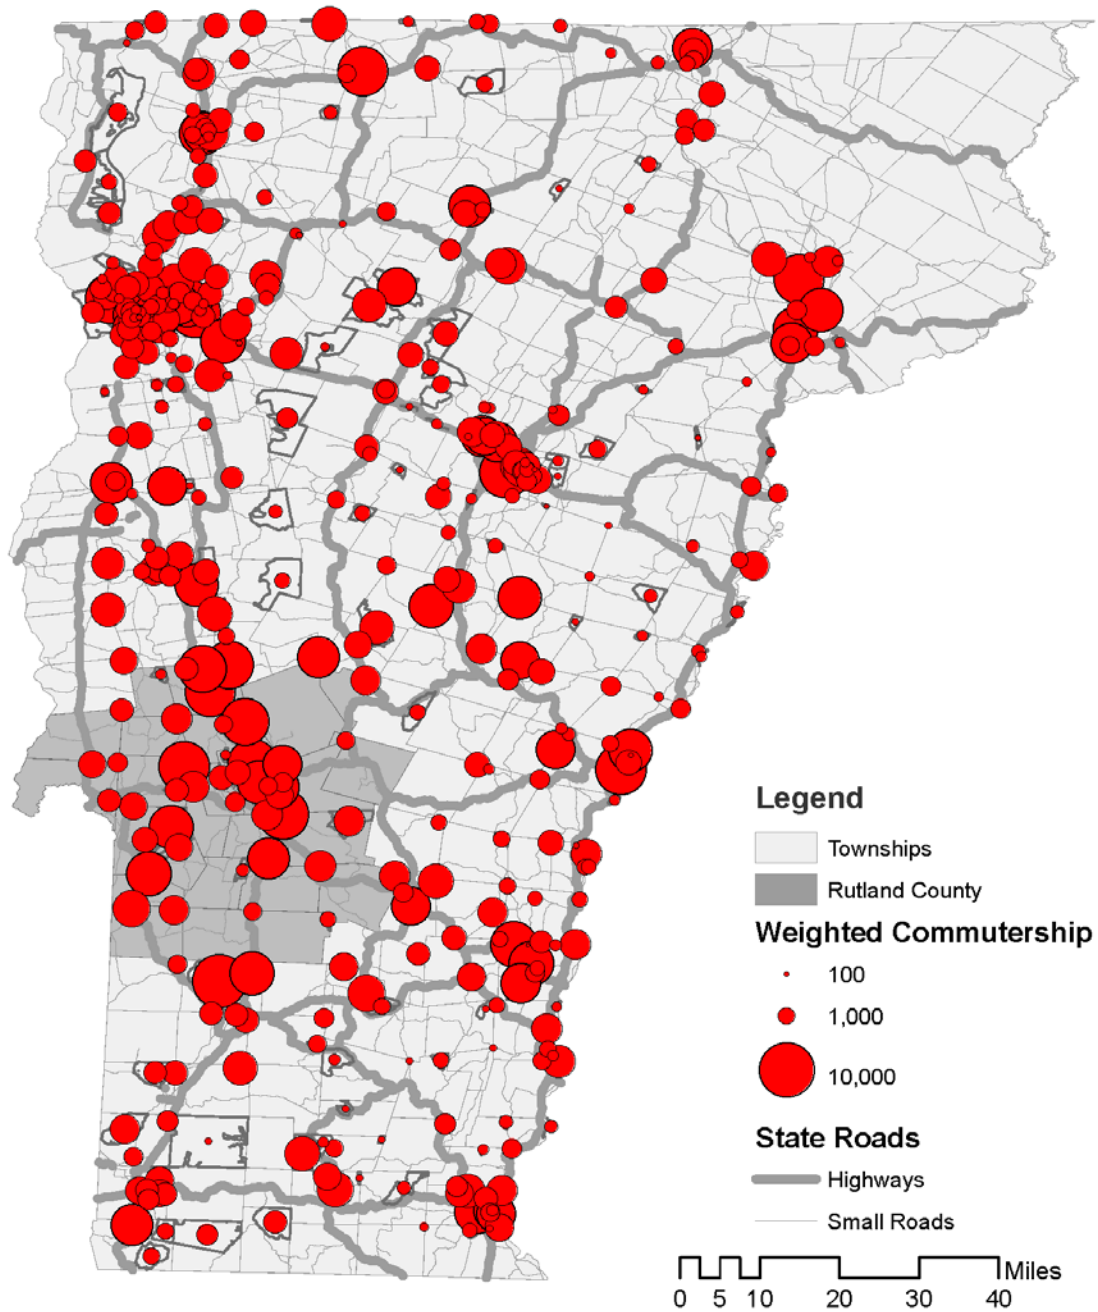 Legend
Townships
Rutland County
Weighted Commutership
100
1,000
10,000
State Roads
Highways
Small Roads
Miles
0 5 10 20 30 40